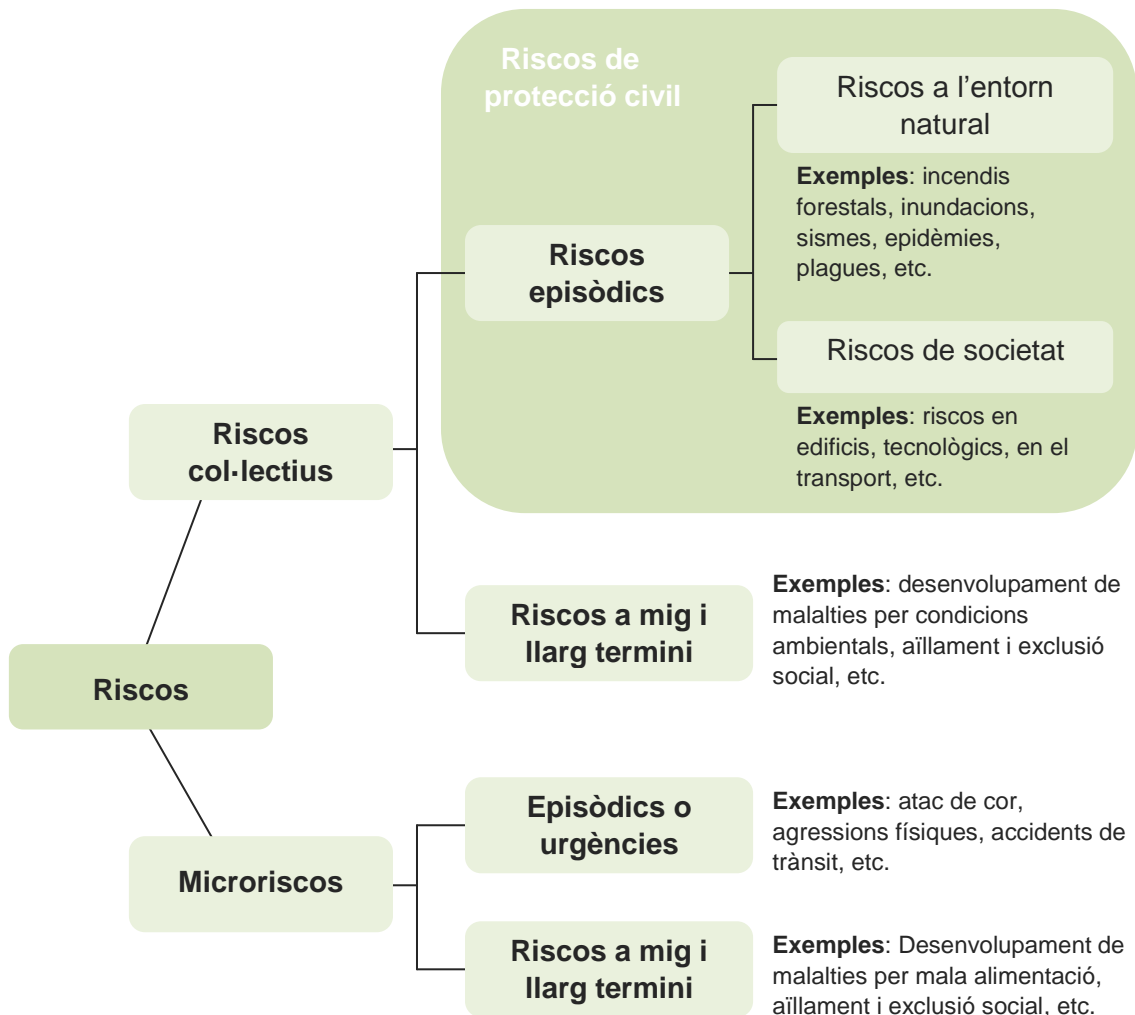 Riscos de
protecció civil
Riscos a l’entorn
natural
Exemples: incendis
forestals, inundacions,
sismes, epidèmies,
plagues, etc.
Riscos
episòdics
Riscos de societat
Exemples: riscos en
edificis, tecnològics, en el
transport, etc.
Riscos
col·lectius
Riscos a mig i
llarg termini
Exemples: desenvolupament de
malalties per condicions
ambientals, aïllament i exclusió
social, etc.
Riscos
Episòdics o
urgències
Exemples: atac de cor,
agressions físiques, accidents de
trànsit, etc.
Microriscos
Riscos a mig i
llarg termini
Exemples: Desenvolupament de
malalties per mala alimentació,
aïllament i exclusió social, etc.